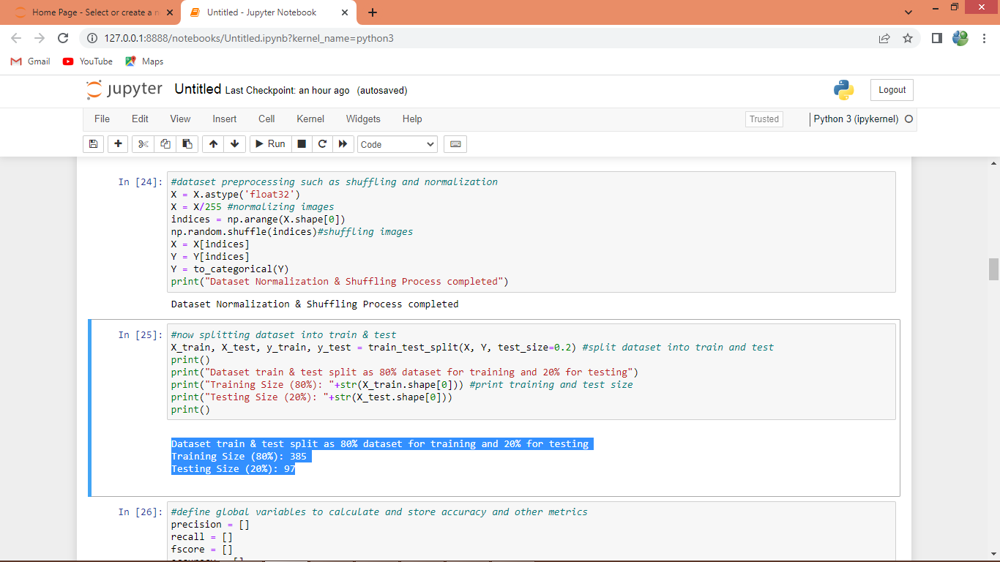 Home Page - Select or create a n
Untitled - Jupyter Notebook
127.0.0.1:8888/notebooks/Untitled.ipynb?kernel_name=python3
Gmail YouTube Maps
jupyter Untitled Last Checkpoint: an hour ago (autosaved)
Logout
File Edit View Insert Cell Kernel Widgets Help
Trusted
Python 3 (ipykernel)
Run
Code
In [24]:
#dataset preprocessing such as shuffling and normalization
X = X.astype('float32')
X = X/255 #normalizing images
indices = np.arange(X.shape[0])
np.random.shuffle(indices)#shuffling images
X = X[indices]
Y = Y[indices]
Y = to_categorical(Y)
print("Dataset Normalization & Shuffling Process completed")
Dataset Normalization & Shuffling Process completed
In [25]:
#now splitting dataset into train & test
X_train, X_test, y_train, y_test = train_test_split(X, Y, test_size=0.2) #split dataset into train and test
print()
print("Dataset train & test split as 80% dataset for training and 20% for testing")
print("Training Size (80%): "+str(X_train.shape[0])) #print training and test size
print("Testing Size (20%): "+str(X_test.shape[0]))
print()
Dataset train & test split as 80% dataset for training and 20% for testing
Training Size (80%): 385
Testing Size (20%): 97
In [26]:
#define global variables to calculate and store accuracy and other metrics
precision = []
recall = []
fscore = []